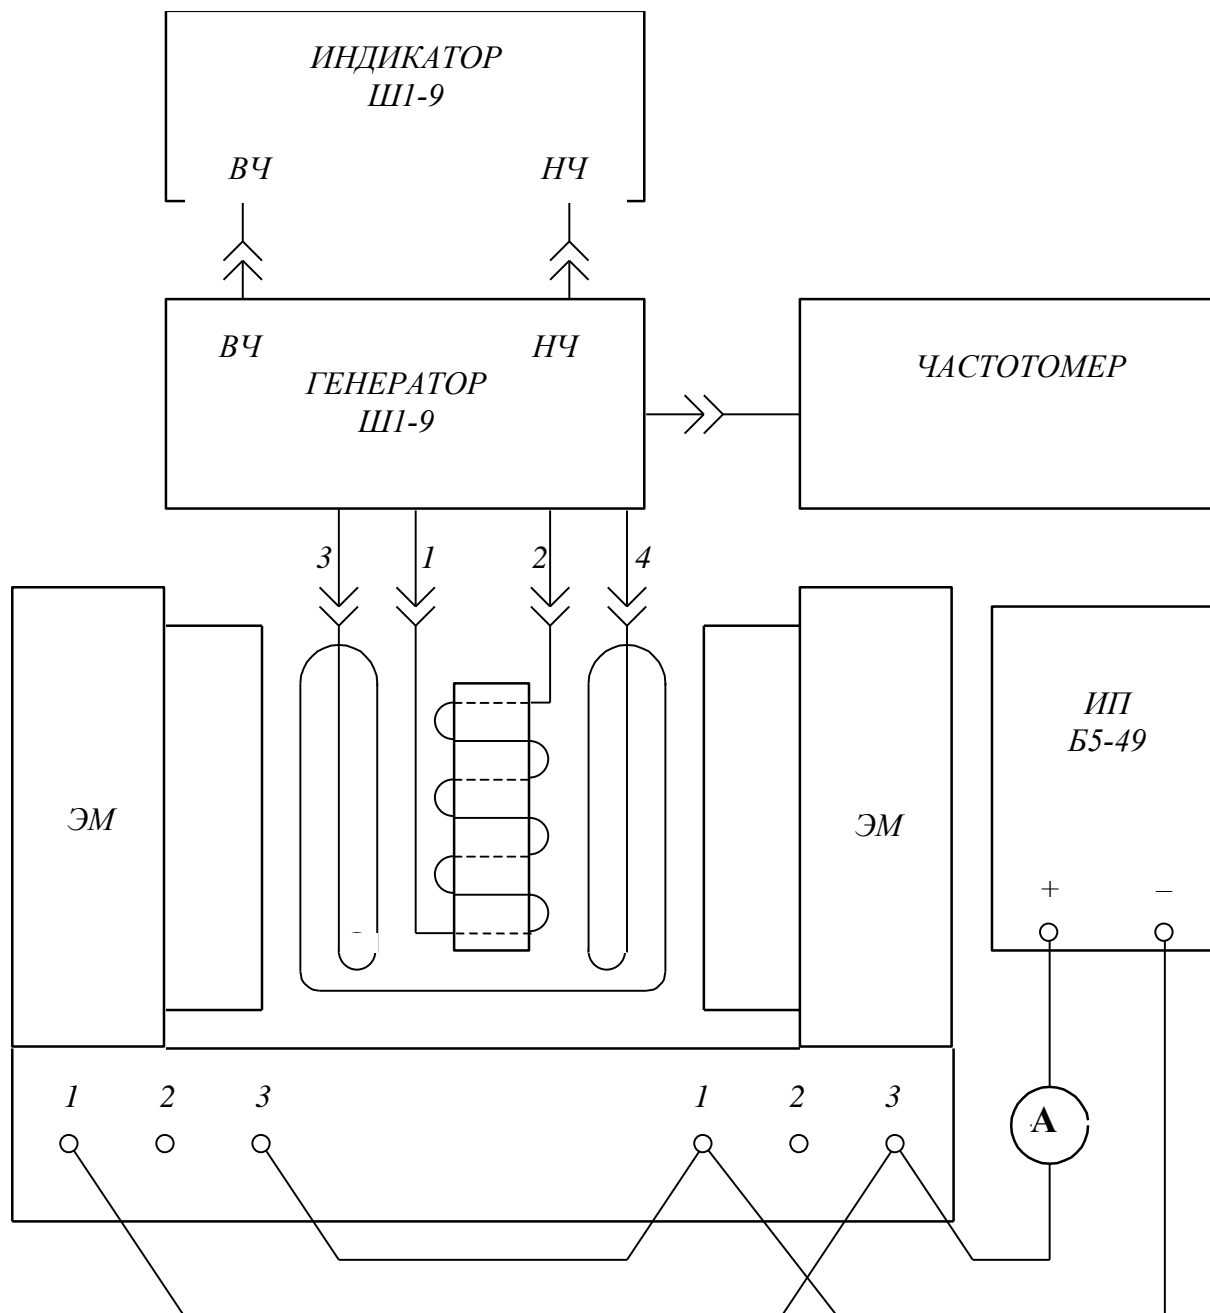 ИНДИКАТОР
Ш1-9
ВЧ НЧ
ВЧ НЧ
ГЕНЕРАТОР
Ш1-9
ЧАСТОТОМЕР
3 1 2 4
ЭМ
ЭМ
ИП
Б5-49
+ –
1 2 3 1 2 3
А